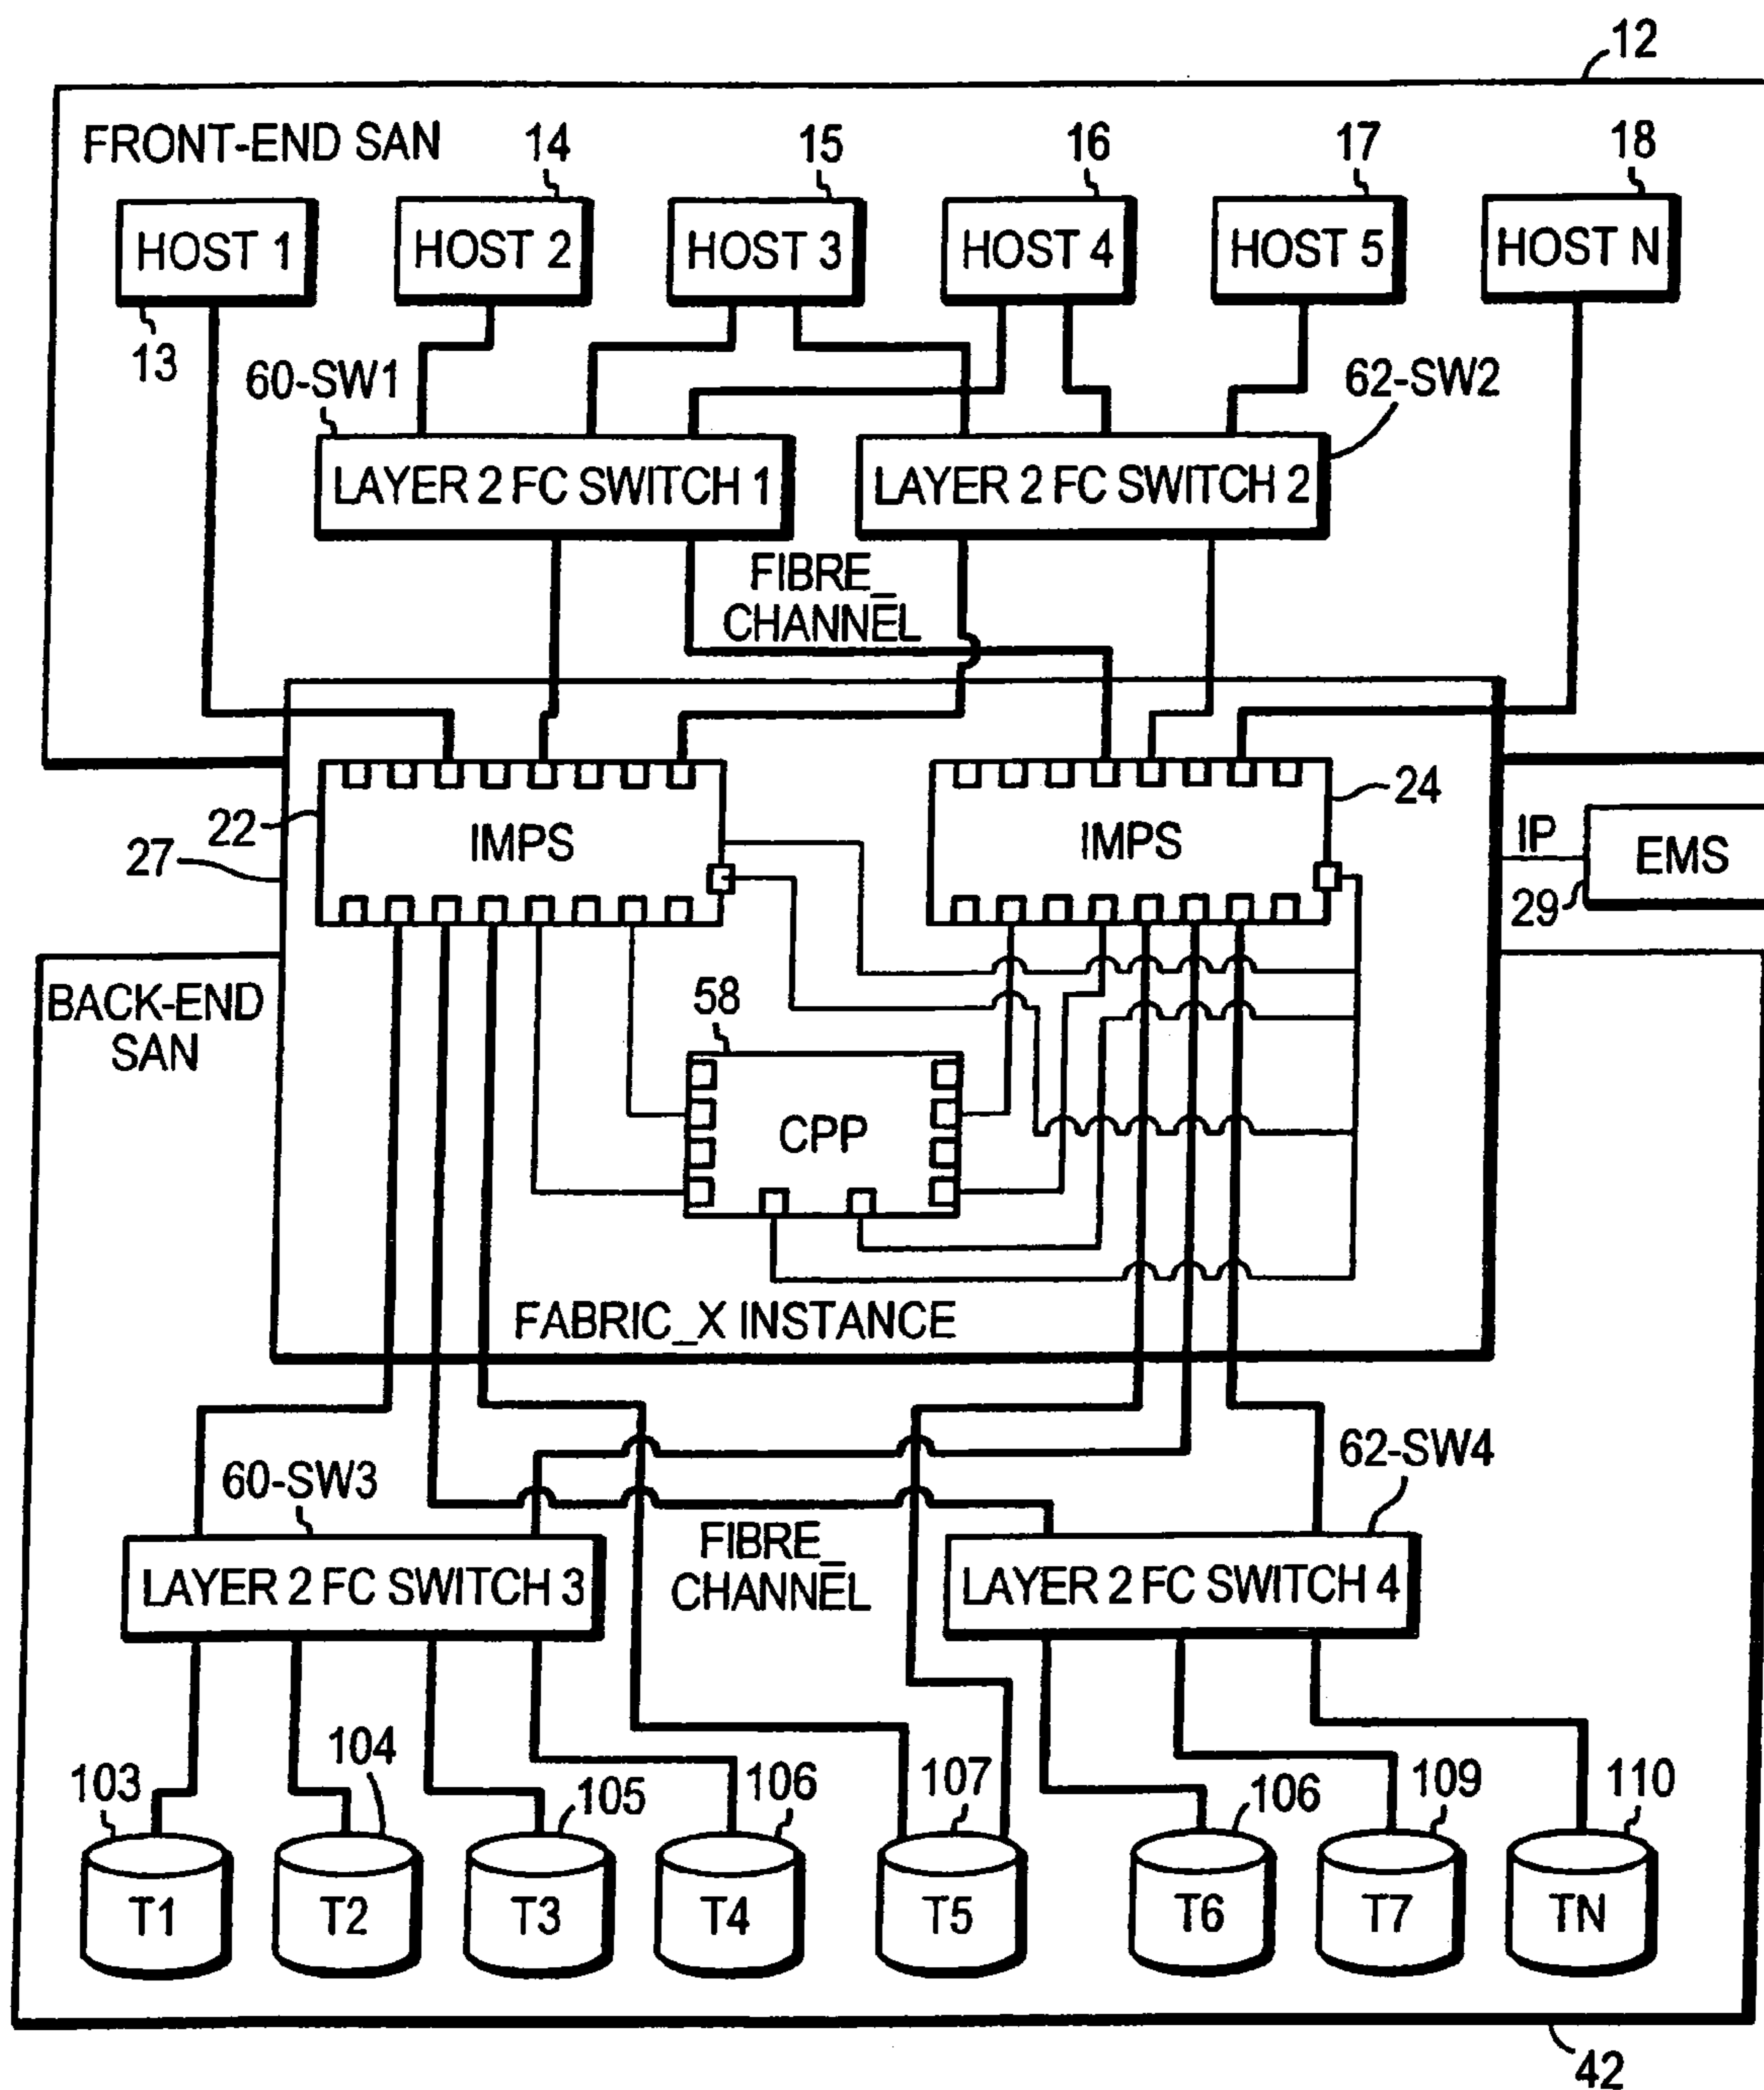 12
FRONT-END SAN
14
15
16
17
18
HOST 1
HOST 2
HOST 3
HOST 4
HOST 5
HOST N
13
60-SW1
62-SW2
LAYER 2 FC SWITCH 1
LAYER 2 FC SWITCH 2
FIBRE_
CHANNEL
22
IMPS
IMPS
24
27
IP
EMS
29
BACK-END
SAN
58
CPP
FABRIC_X INSTANCE
60-SW3
62-SW4
FIBRE_
CHANNEL
LAYER 2 FC SWITCH 3
LAYER 2 FC SWITCH 4
103
104
105
106
107
106
109
110
T1
T2
T3
T4
T5
T6
T7
TN
42